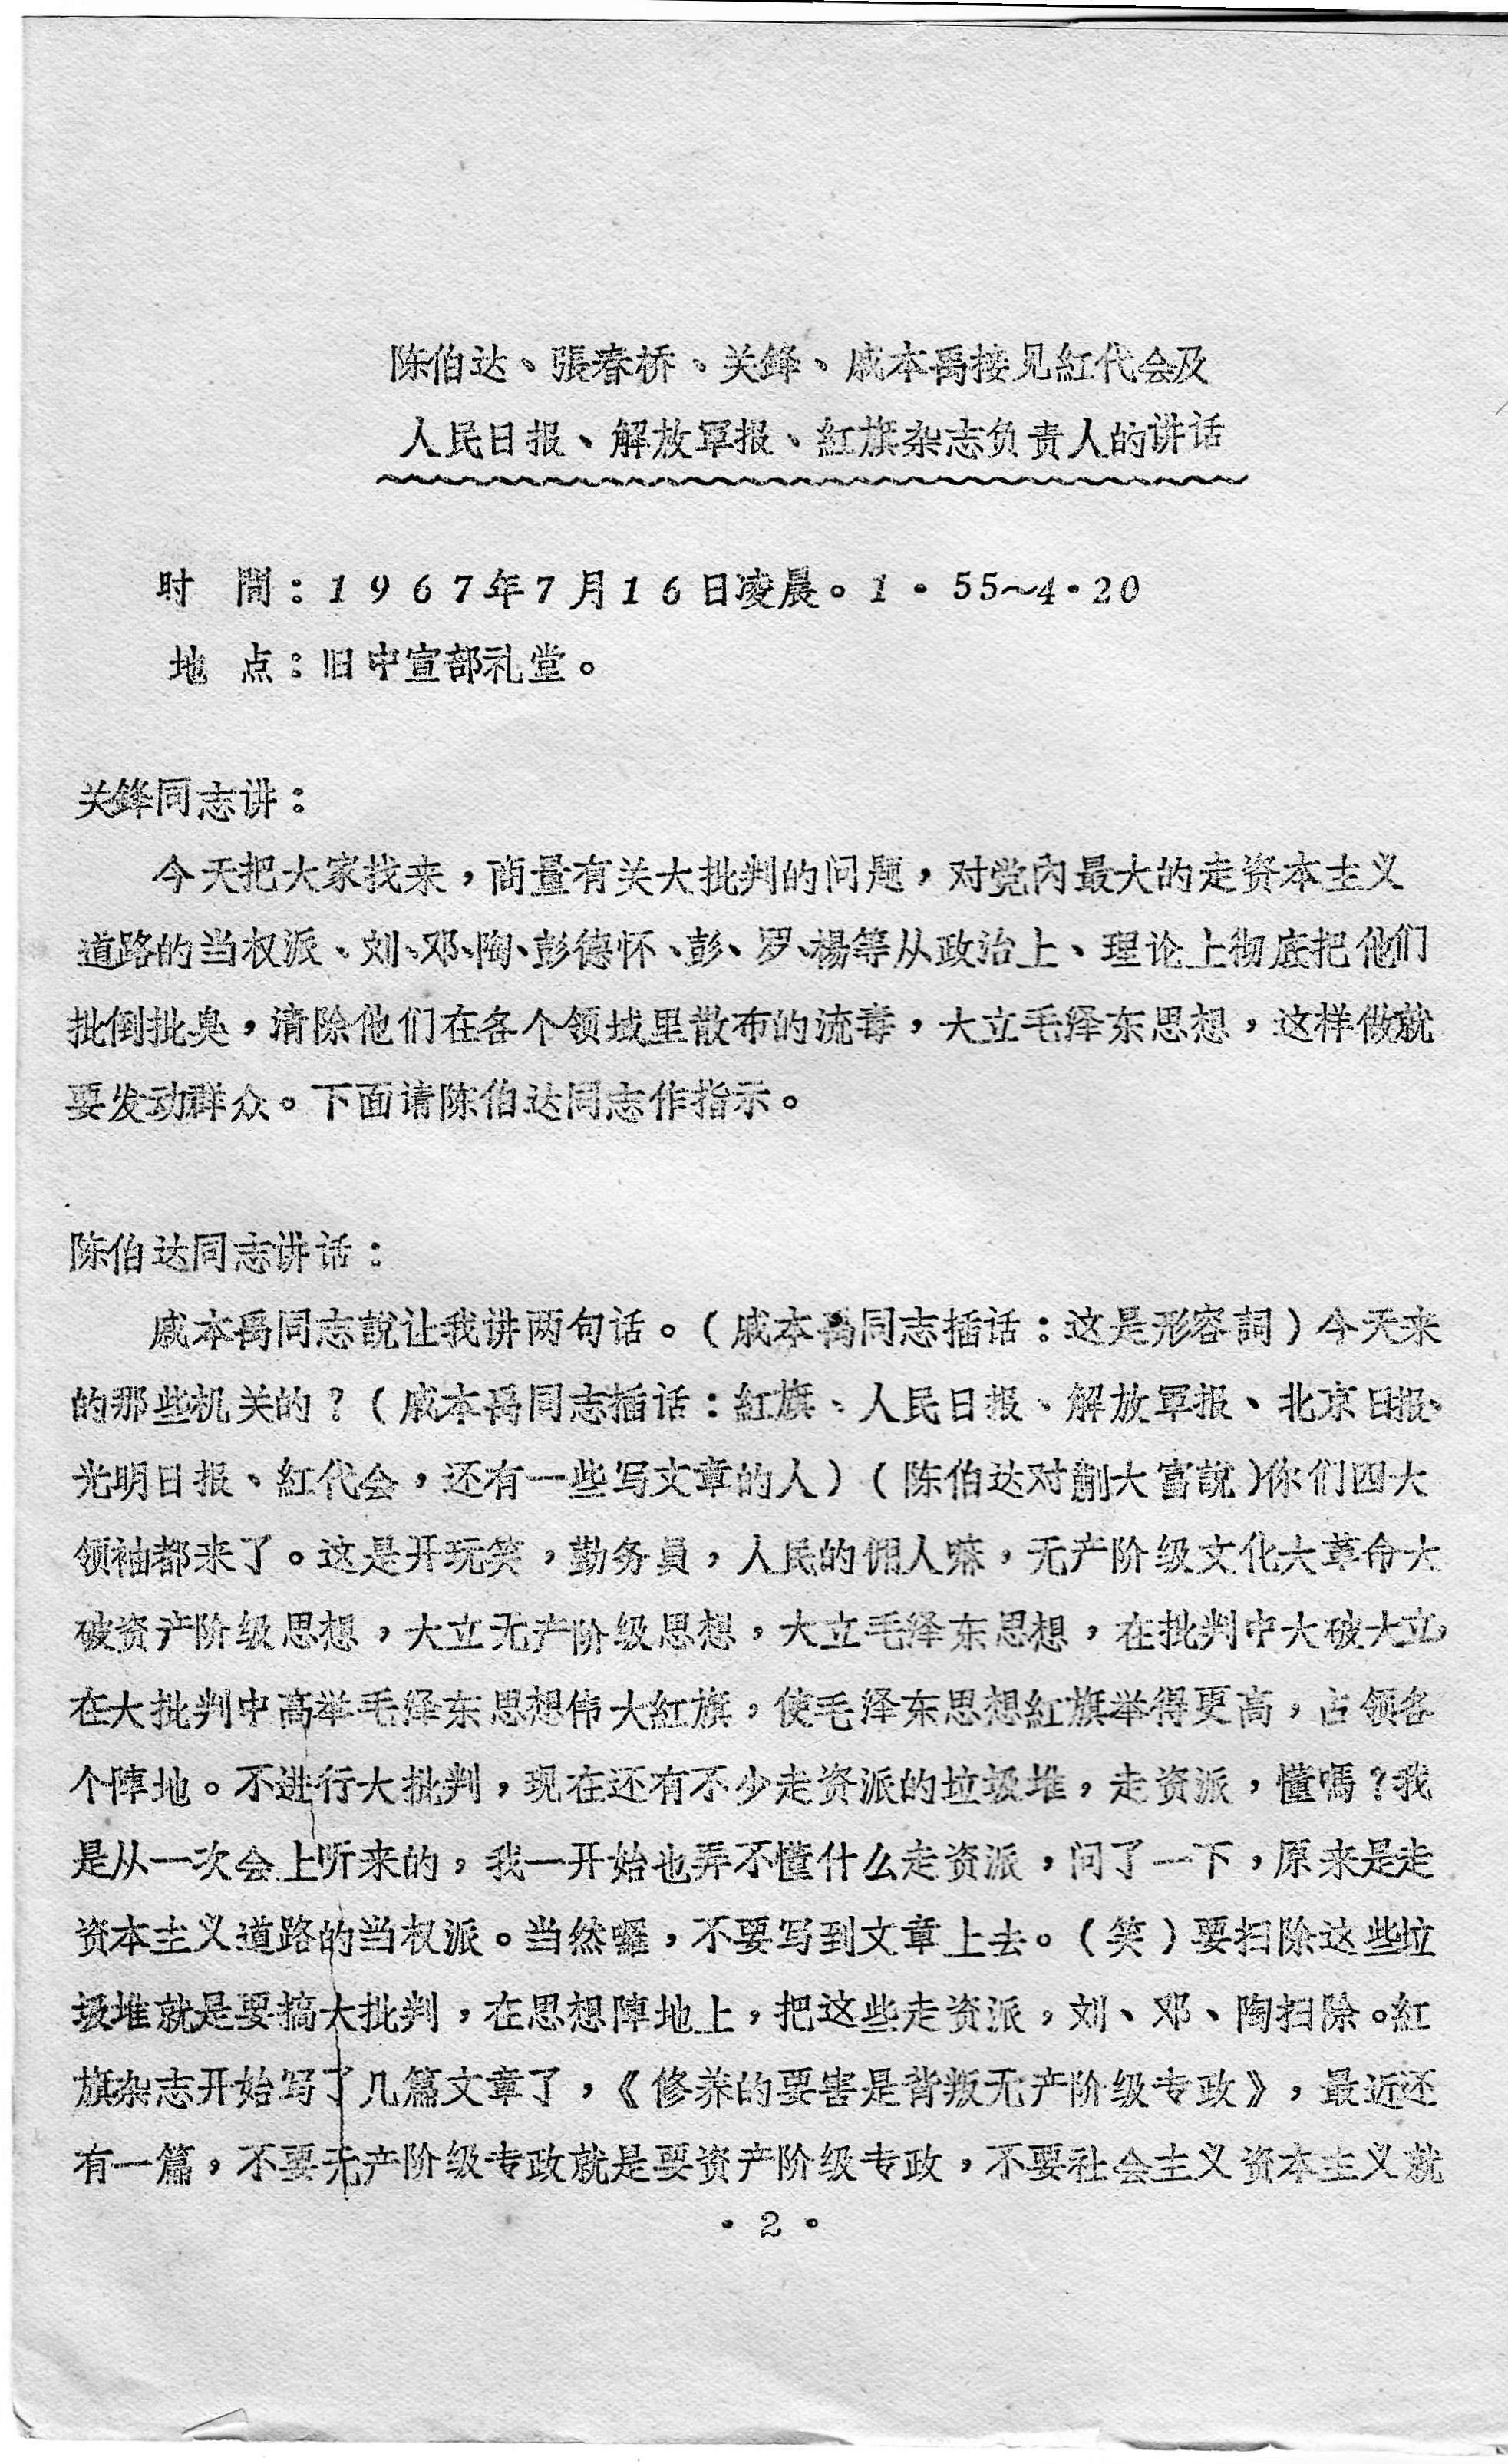 陈伯达、張春桥、关鋒、戚本禹接见紅代会及
人民日报、解放軍报、紅旗杂志负责人的讲话
时　間：1967年7月16日凌晨。1·55～4·20
地　点：旧中宣部礼堂。
关鋒同志讲：
今天把大家找来，商量有关大批判的问题，对党內最大的走资本主义
道路的当权派、刘、邓、陶、彭德怀、彭、罗、楊等从政治上、理论上彻底把他们
批倒批臭，清除他们在各个领域里散布的流毒，大立毛泽东思想，这样做就
要发动群众。下面请陈伯达同志作指示。
陈伯达同志讲话：
戚本禹同志說让我讲两句话。（戚本禹同志插话：这是形容詞）今天来
的那些机关的？（戚本禹同志插话：紅旗、人民日报、解放軍报、北京日报、
光明日报、紅代会，还有一些写文章的人）（陈伯达对蒯大富說）你们四大
领袖都来了。这是开玩笑，勤务員，人民的佣人嘛，无产阶级文化大革命大
破资产阶级思想，大立无产阶级思想，大立毛泽东思想，在批判中大破大立，
在大批判中高举毛泽东思想伟大紅旗，使毛泽东思想紅旗举得更高，占领各
个陣地。不进行大批判，现在还有不少走资派的垃圾堆，走资派，懂嗎？我
是从一次会上听来的，我一开始也弄不懂什么走资派，问了一下，原来是走
资本主义道路的当权派。当然囉，不要写到文章上去。（笑）要扫除这些垃
圾堆就是要搞大批判，在思想陣地上，把这些走资派，刘、邓、陶扫除。紅
旗杂志开始写了几篇文章了，《修养的要害是背叛无产阶级专政》，最近还
有一篇，不要无产阶级专政就是要资产阶级专政，不要社会主义资本主义就
·2·